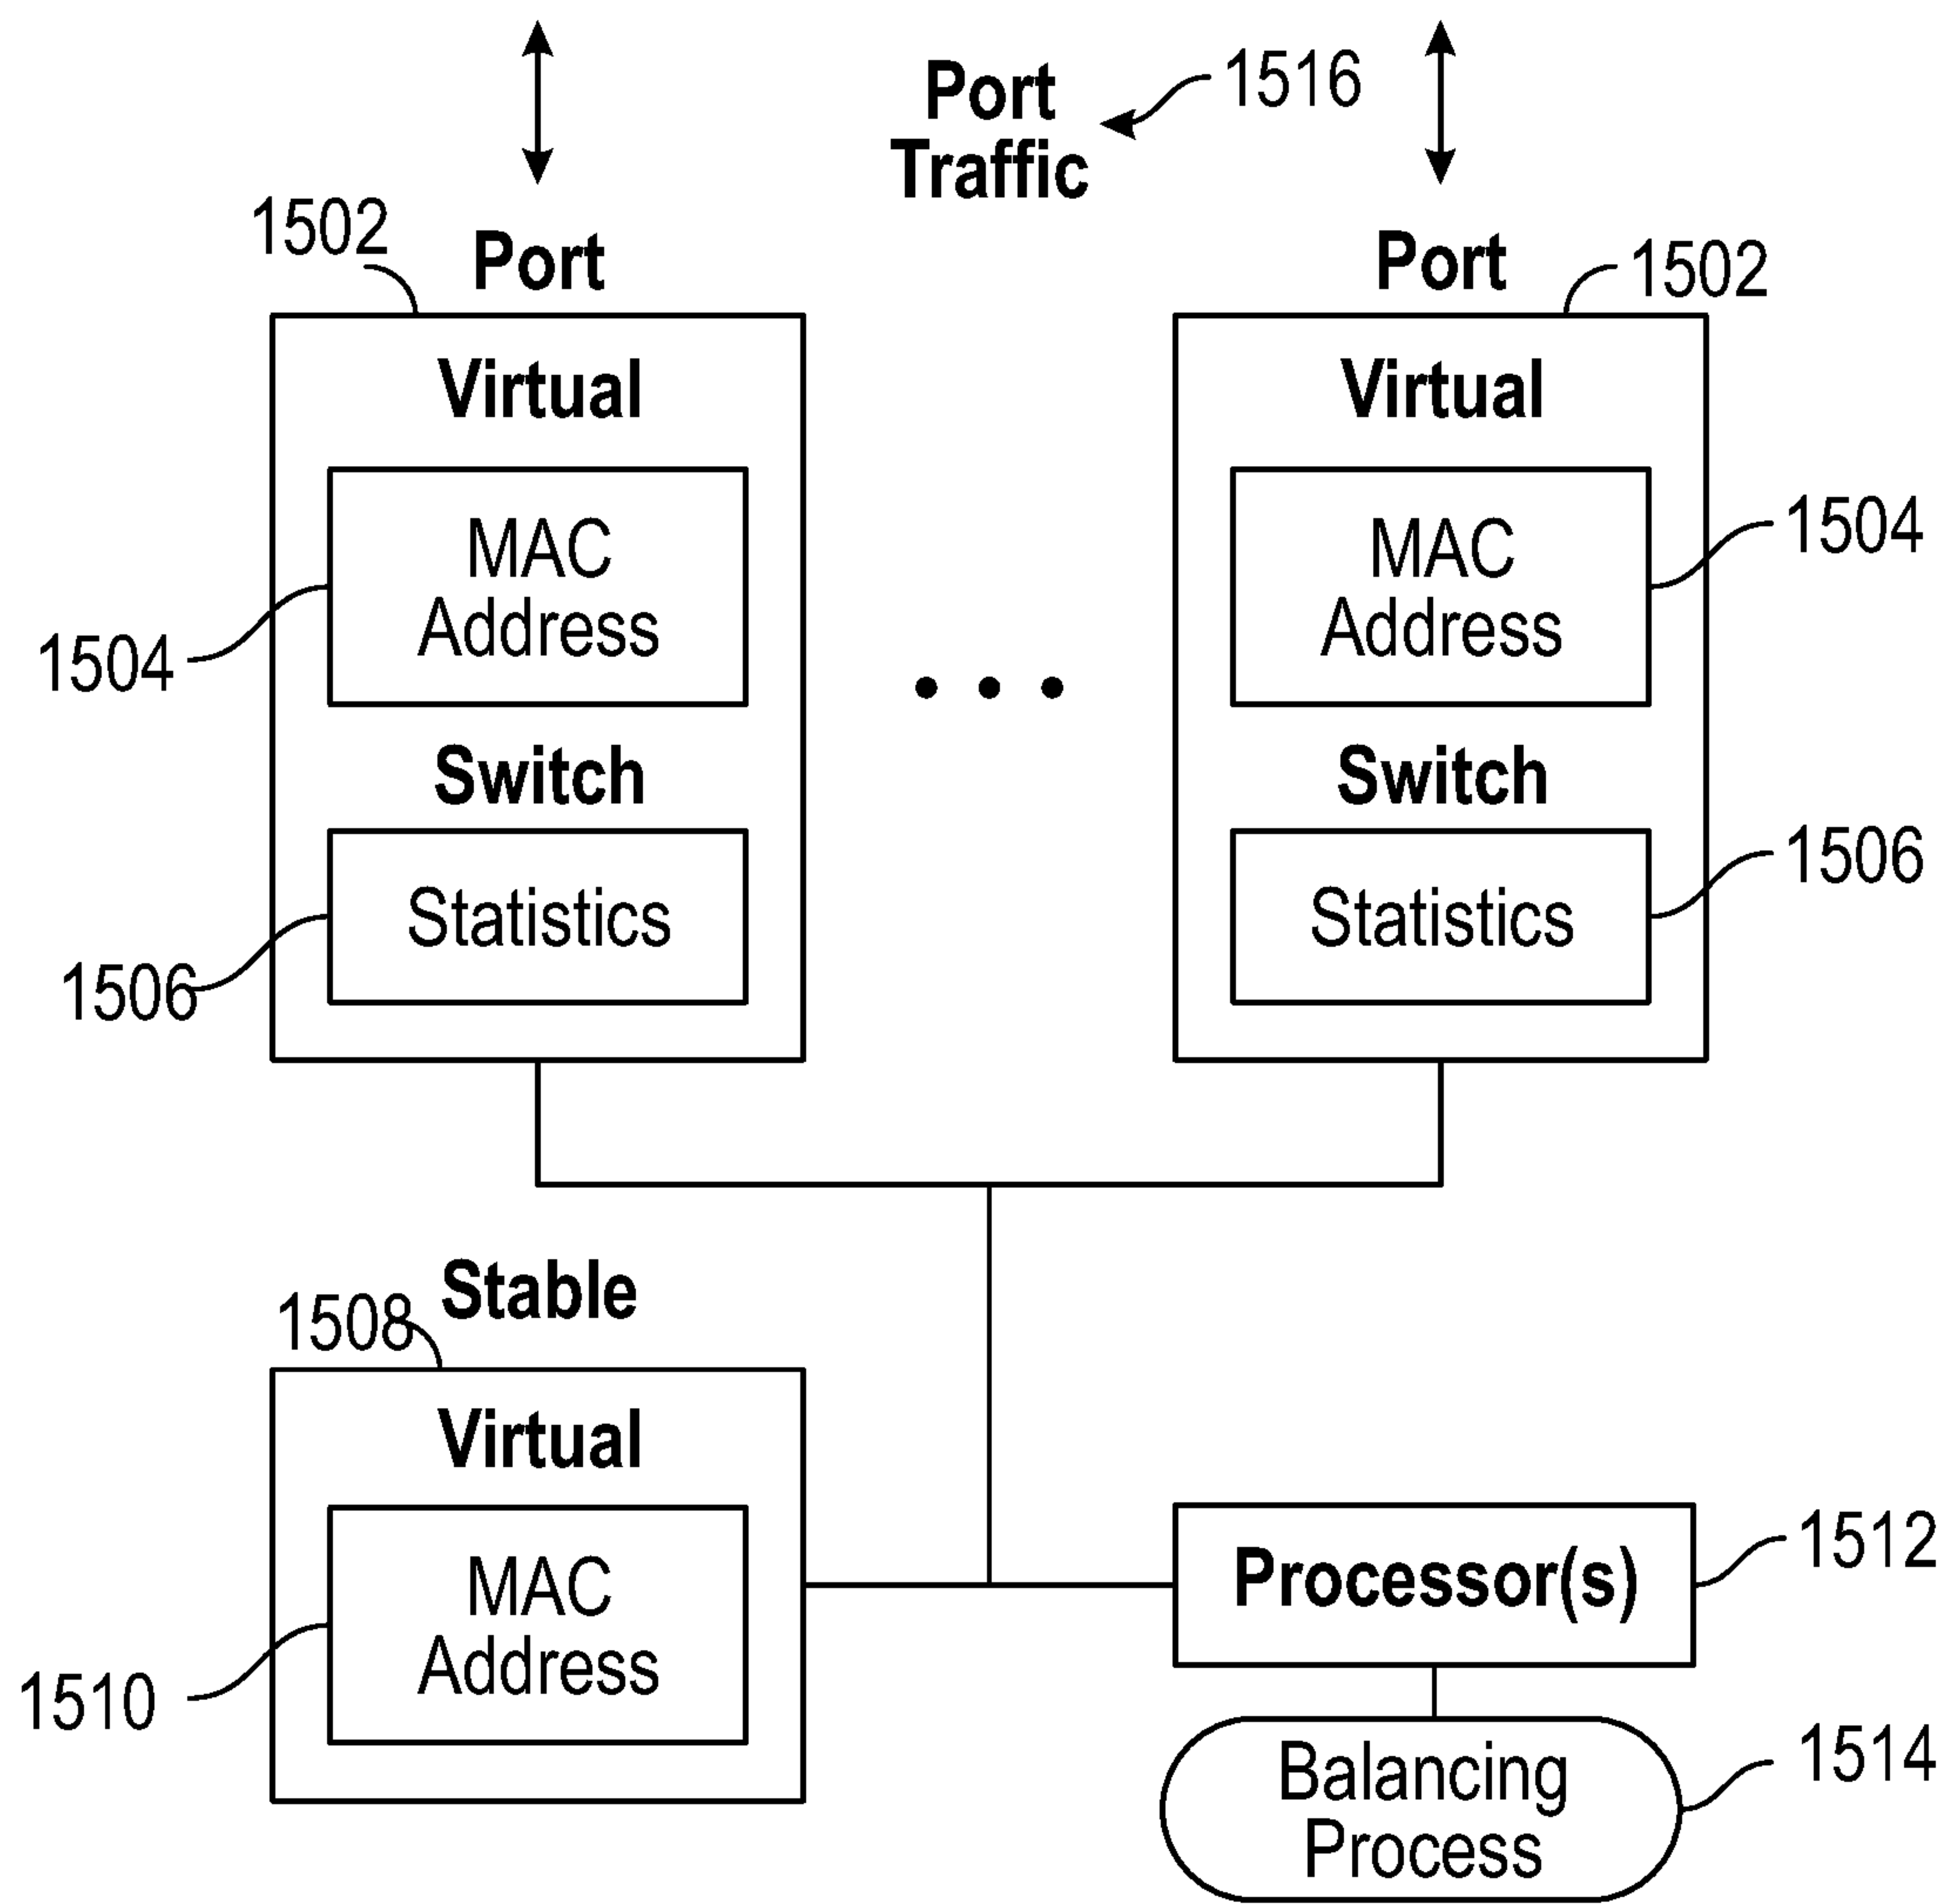 Port
Traffic
1516
1502
Port
Port
1502
Virtual
MAC
Address
1504
Switch
Statistics
1506
Virtual
MAC
Address
1504
Switch
Statistics
1506
Stable
1508
Virtual
MAC
Address
1510
Processor(s)
1512
Balancing
Process
1514